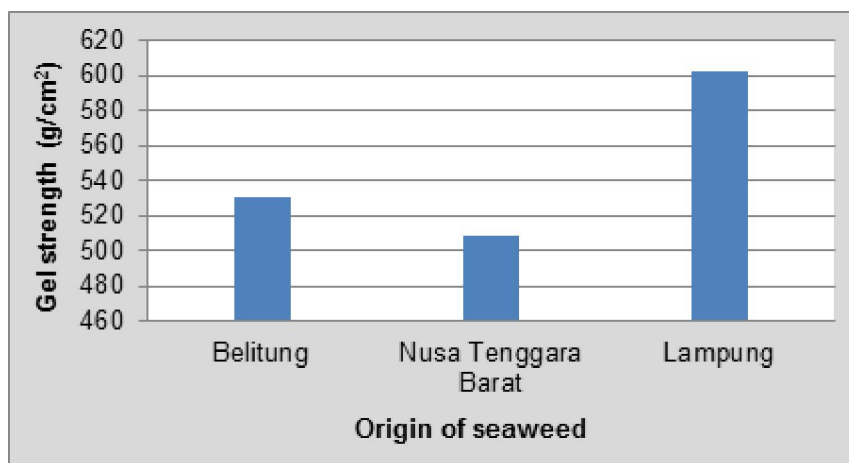 Gel strength (g/cm²)
620
600
580
560
540
520
500
480
460
Belitung
Nusa Tenggara
Barat
Lampung
Origin of seaweed